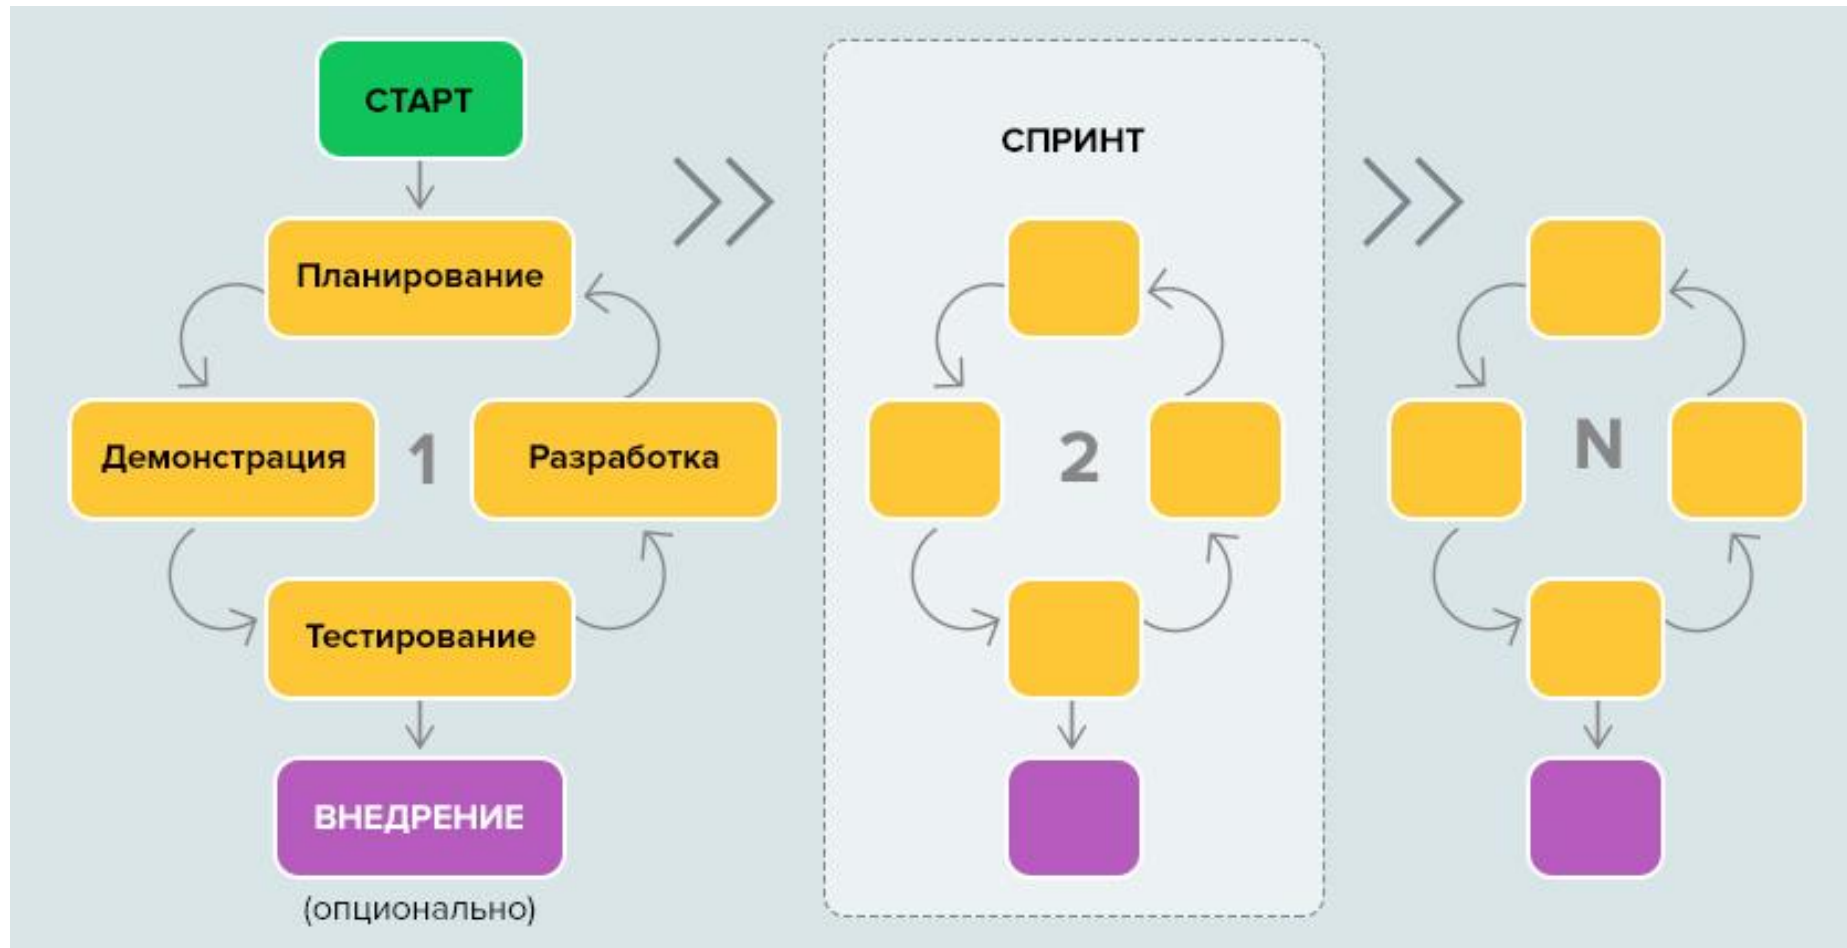 СТАРТ
Планирование
Демонстрация
1
Разработка
Тестирование
ВНЕДРЕНИЕ
(опционально)
СПРИНТ
2
N